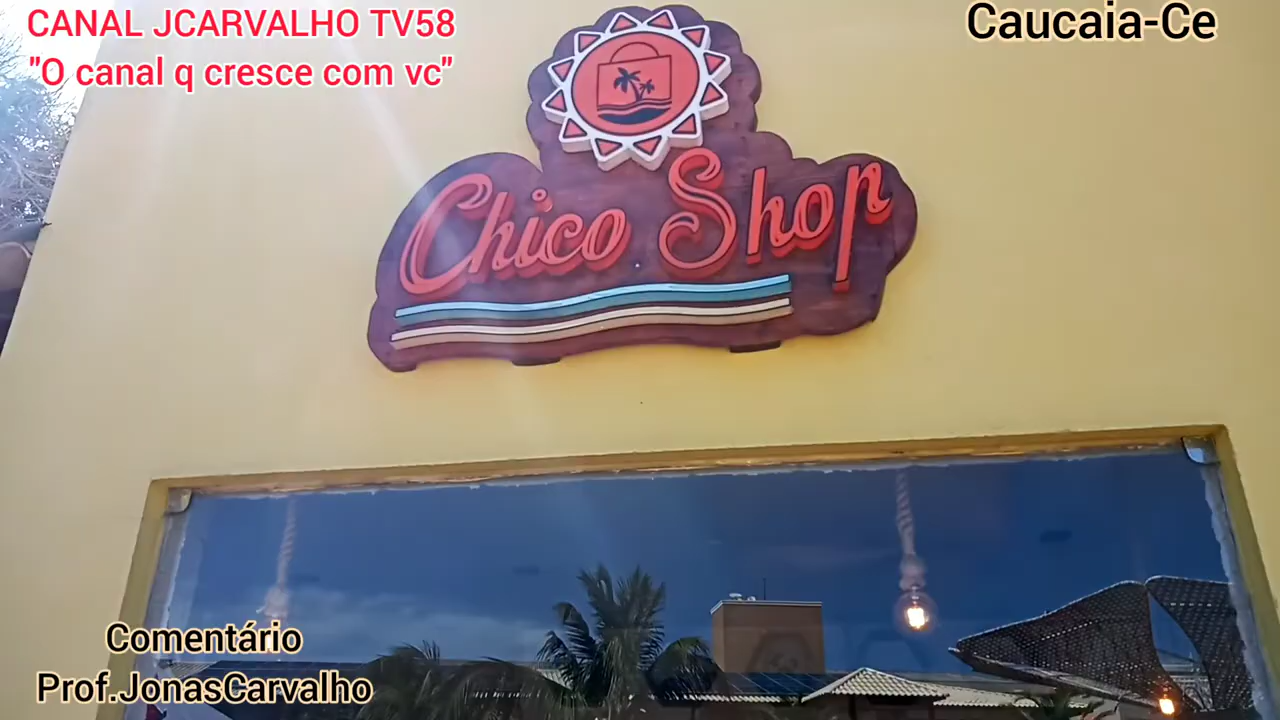 CANAL JCARVALHO TV58
"O canal q cresce com vc"
Caucaia-Ce
Chico Shop
Comentário
Prof.JonasCarvalho